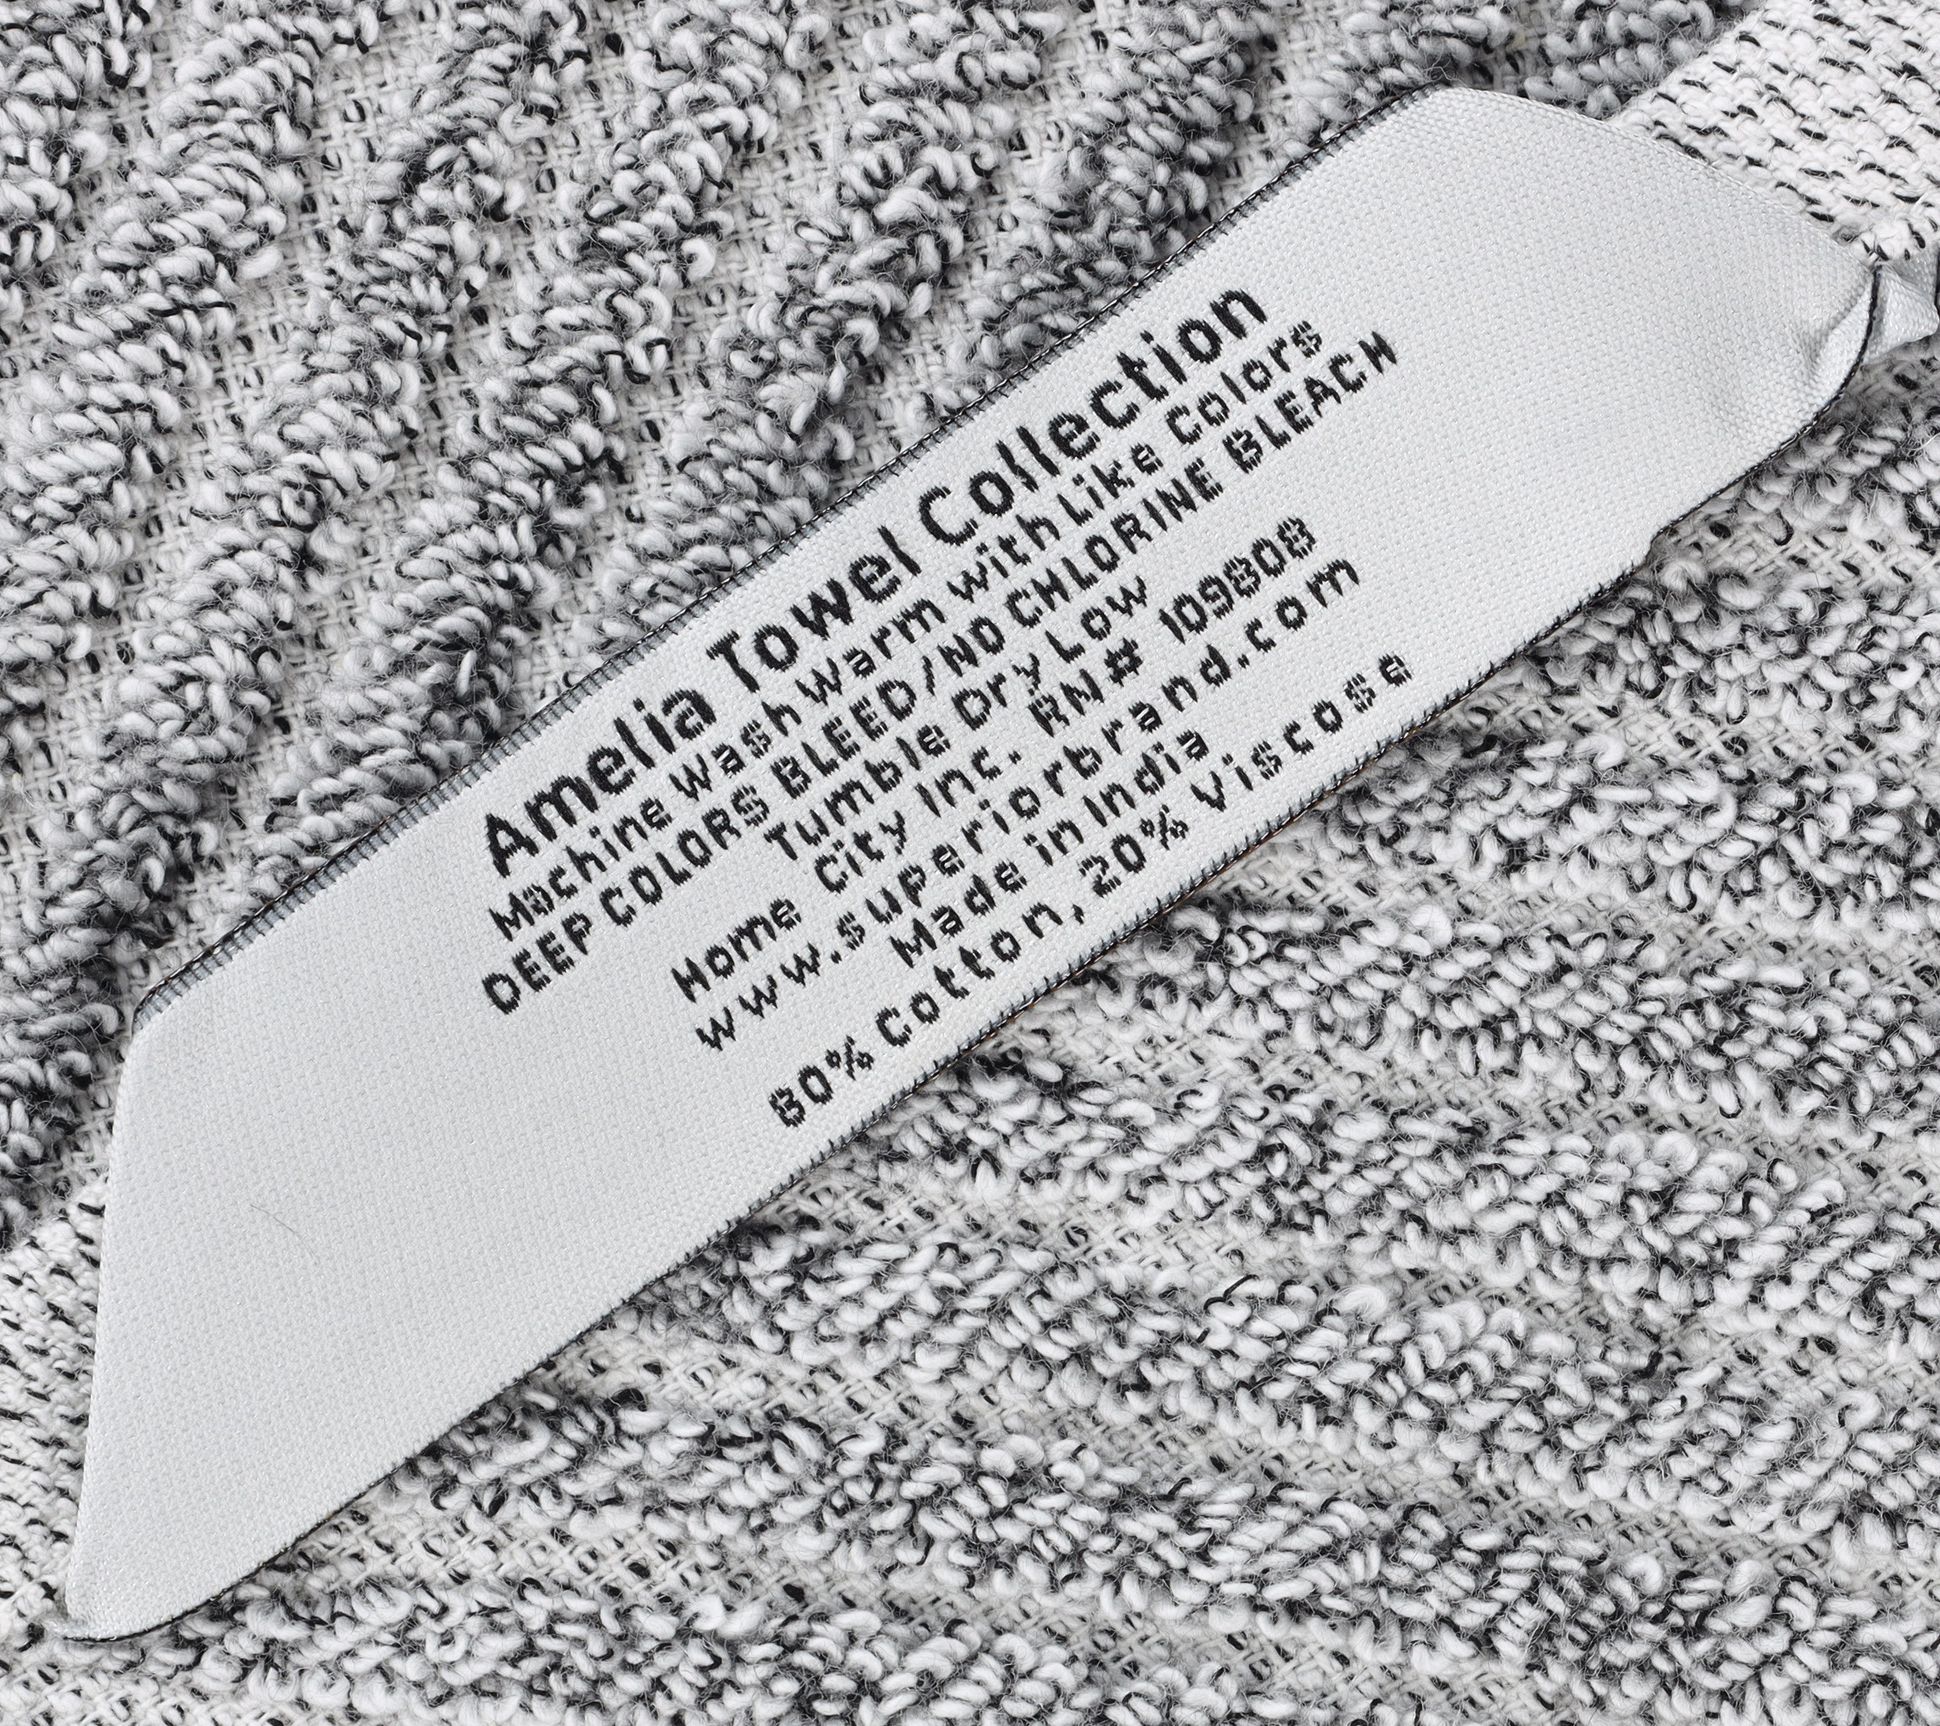 Amelia Towel Collection
Machine Wash Warm with Like Colors
DEEP COLORS BLEED/NO CHLORINE BLEACH
Tumble Dry Low
Home City Inc. RN# 109808
www.superiorbrand.com
Made in India
80% Cotton, 20% Viscose